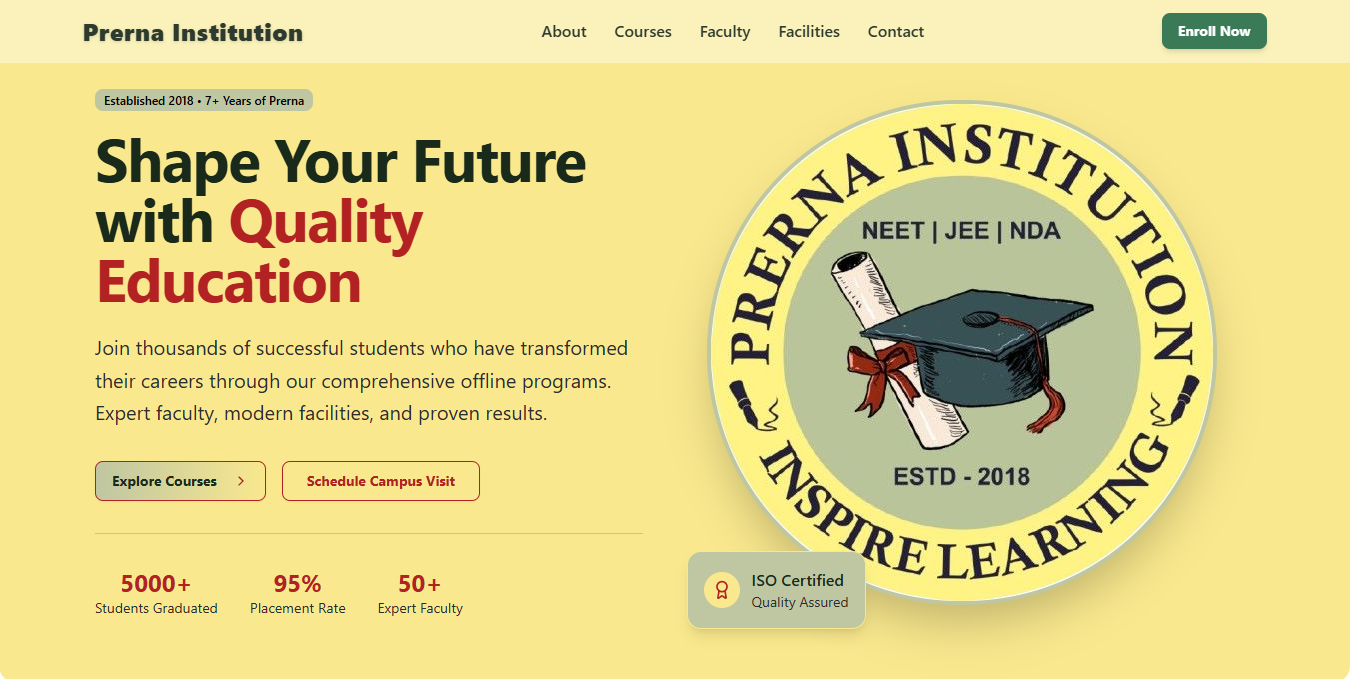 Prerna Institution
About Courses Faculty Facilities Contact
Enroll Now
Established 2018 • 7+ Years of Prerna
Shape Your Future
with Quality
Education
Join thousands of successful students who have transformed
their careers through our comprehensive offline programs.
Expert faculty, modern facilities, and proven results.
Explore Courses
Schedule Campus Visit
5000+
Students Graduated
95%
Placement Rate
50+
Expert Faculty
PRERNA INSTITUTION
NEET | JEE | NDA
ESTD - 2018
INSPIRE LEARNING
ISO Certified
Quality Assured